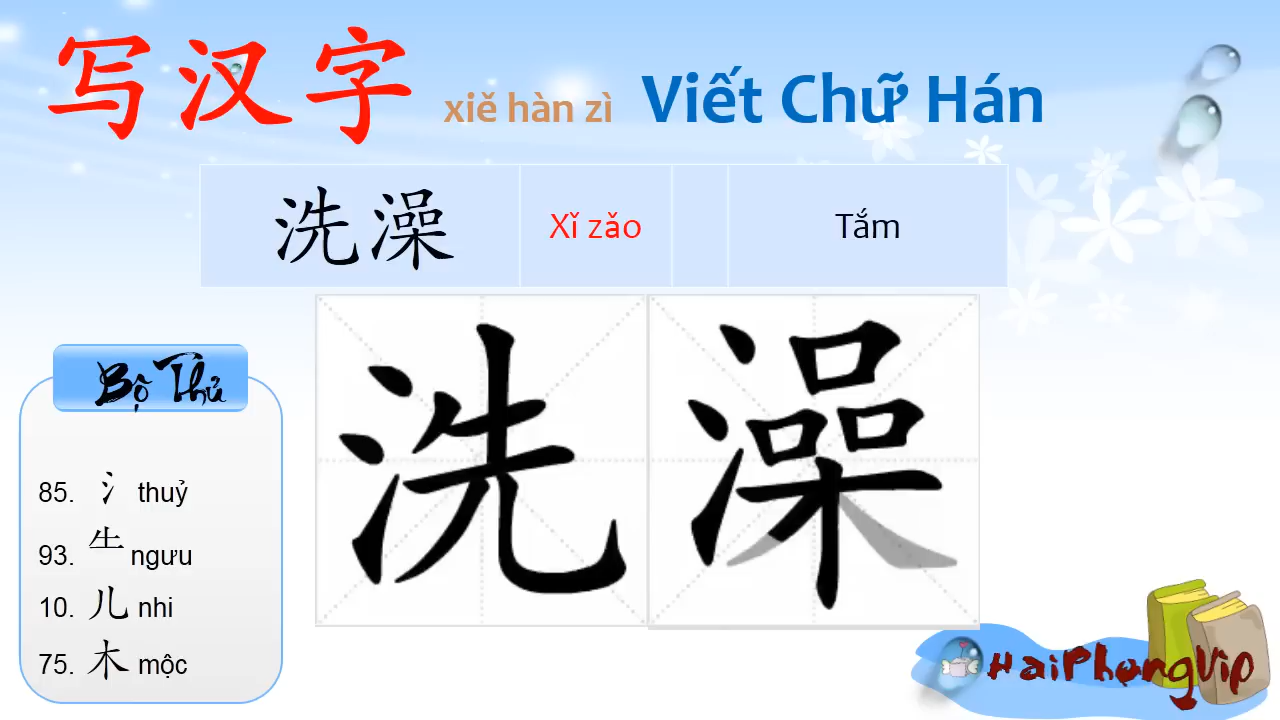 写汉字 xiě hàn zì Viết Chữ Hán
洗澡 Xǐ zǎo Tắm
洗澡
Bộ Thủ
85. 氵 thuỷ
93. 牛 ngưu
10. 儿 nhi
75. 木 mộc
HaiPhongVip